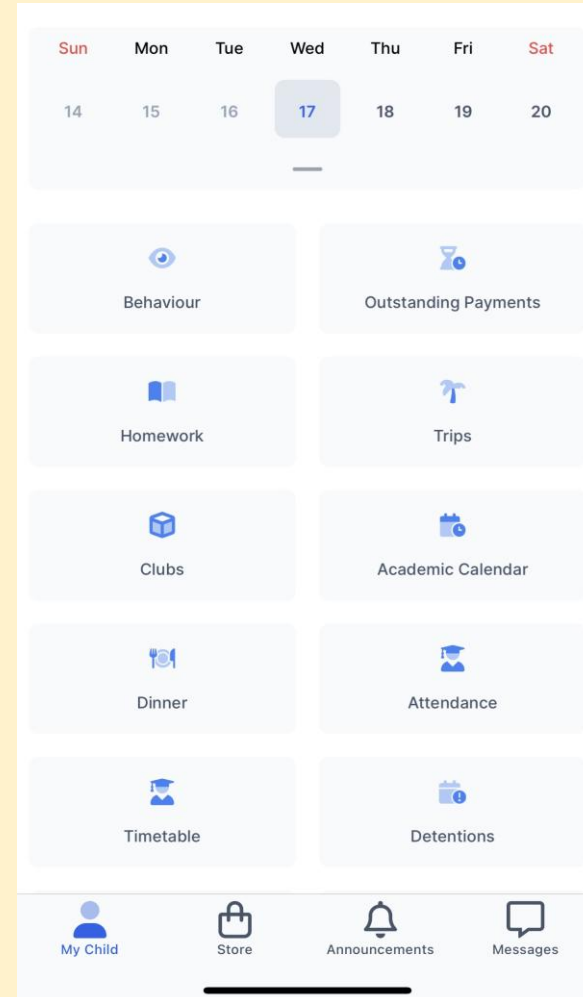 Sun Mon Tue Wed Thu Fri Sat
14 15 16 17 18 19 20
Behaviour Outstanding Payments
Homework Trips
Clubs Academic Calendar
Dinner Attendance
Timetable Detentions
My Child Store Announcements Messages